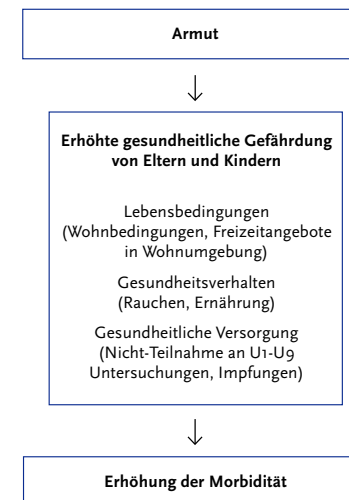 Armut
Erhöhte gesundheitliche Gefährdung
von Eltern und Kindern
Lebensbedingungen
(Wohnbedingungen, Freizeitangebote
in Wohnumgebung)
Gesundheitsverhalten
(Rauchen, Ernährung)
Gesundheitliche Versorgung
(Nicht-Teilnahme an U1-U9
Untersuchungen, Impfungen)
Erhöhung der Morbidität